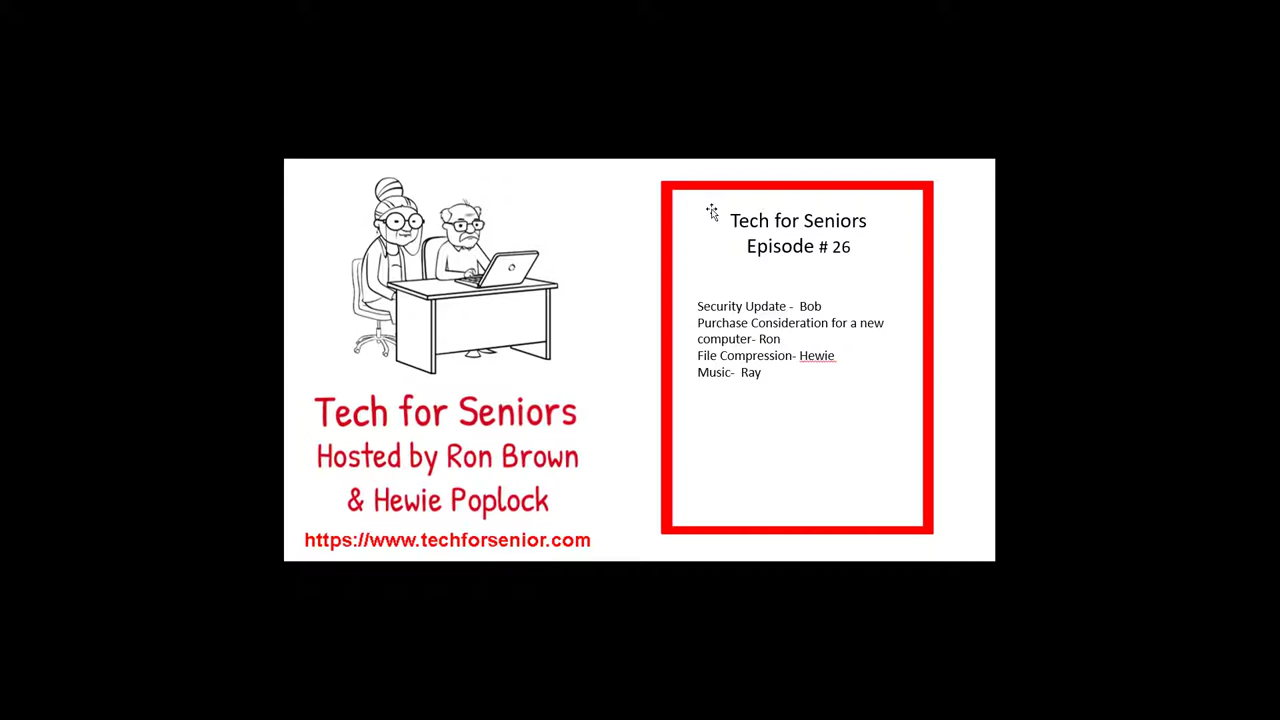 Tech for Seniors
Hosted by Ron Brown
& Hewie Poplock
https://www.techforsenior.com
Tech for Seniors
Episode # 26
Security Update -  Bob
Purchase Consideration for a new
computer- Ron
File Compression- Hewie
Music-  Ray